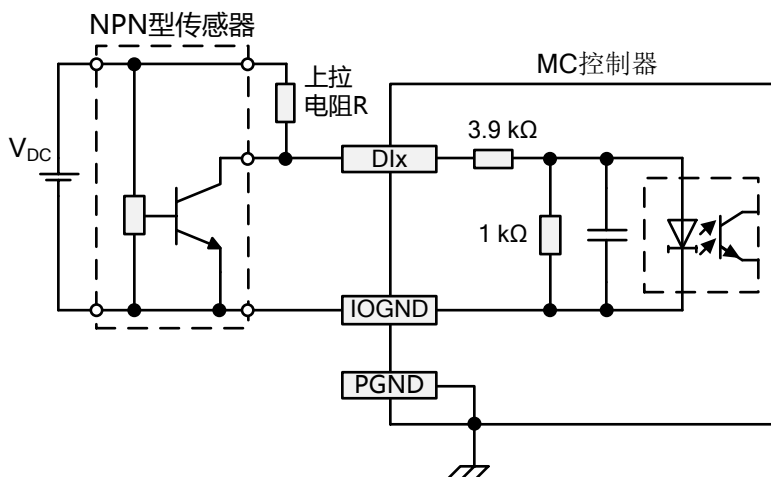 NPN型传感器
MC控制器
上拉
电阻R
3.9 kΩ
VDC
DIx
1 kΩ
IOGND
PGND